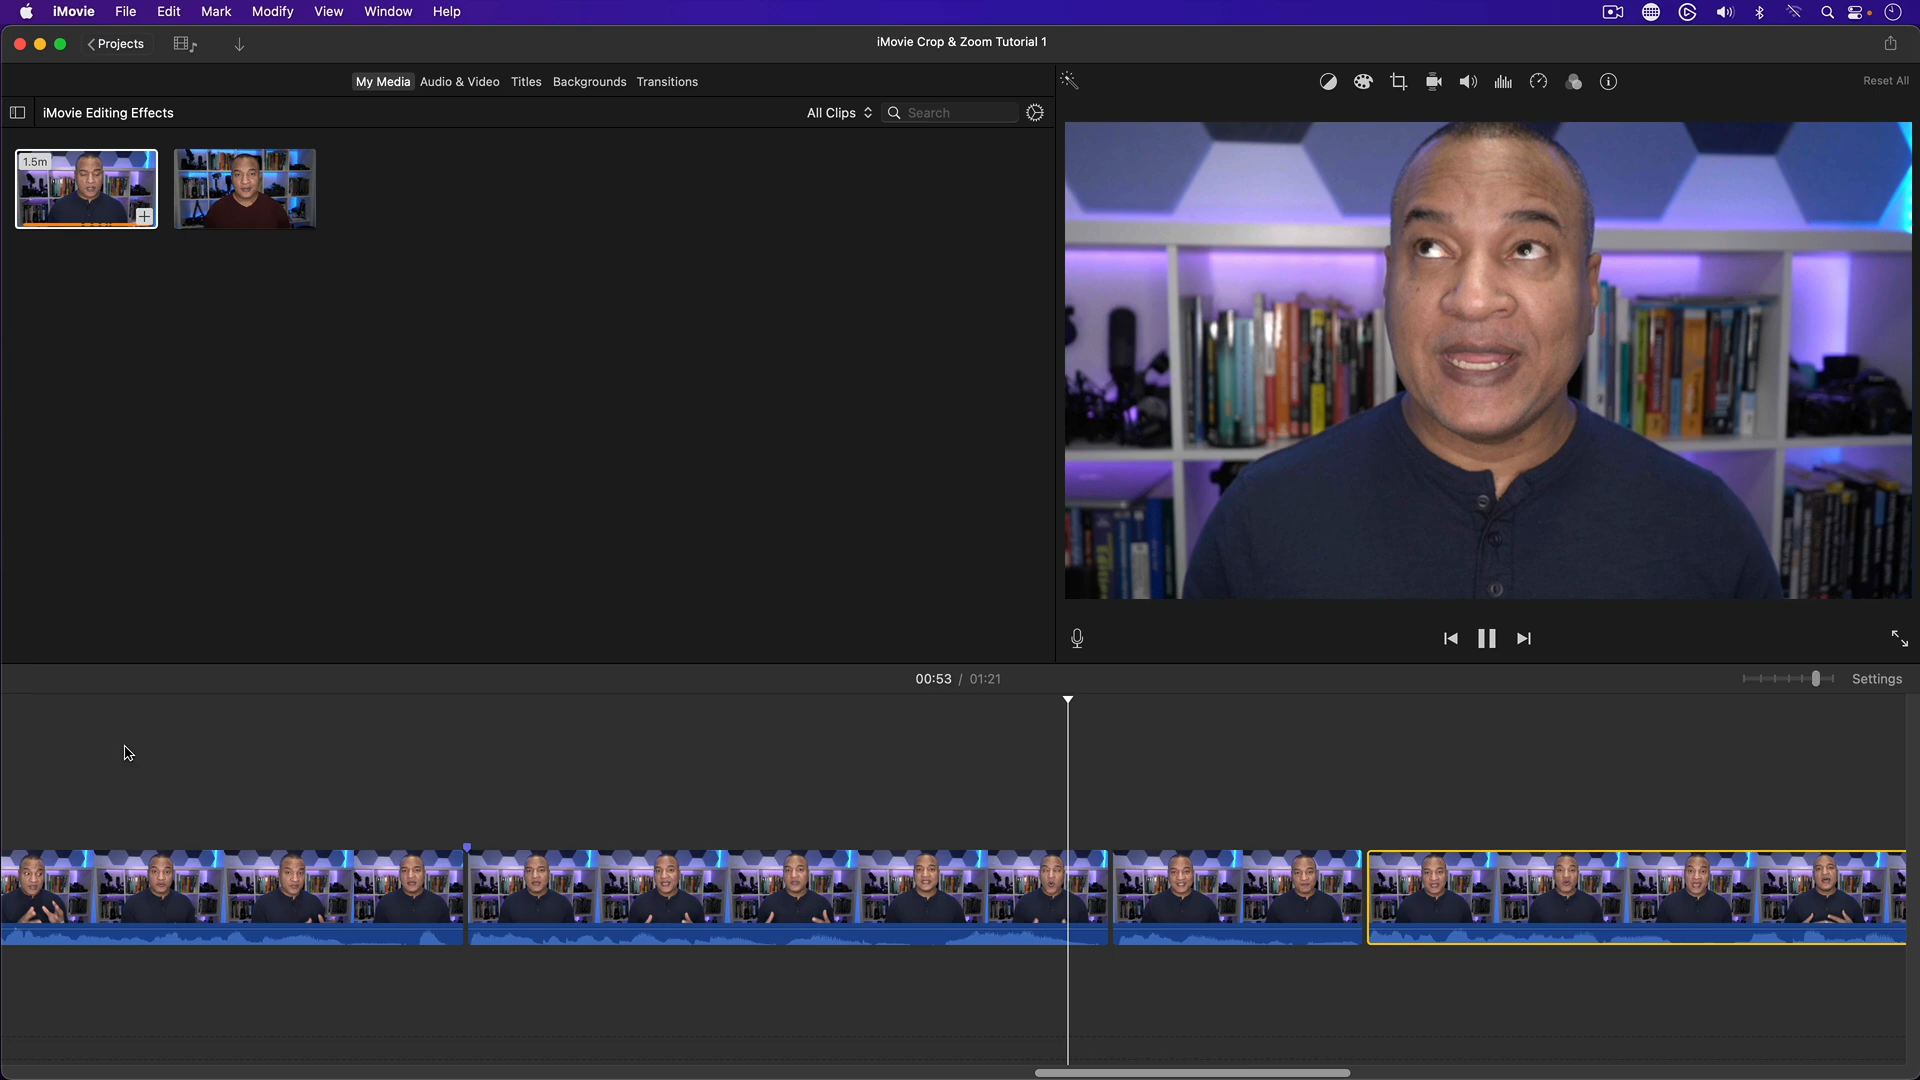 iMovie File Edit Mark Modify View Window Help
Projects
iMovie Crop & Zoom Tutorial 1
My Media Audio & Video Titles Backgrounds Transitions
Reset All
iMovie Editing Effects
All Clips
Search
1.5m
00:53 / 01:21
Settings